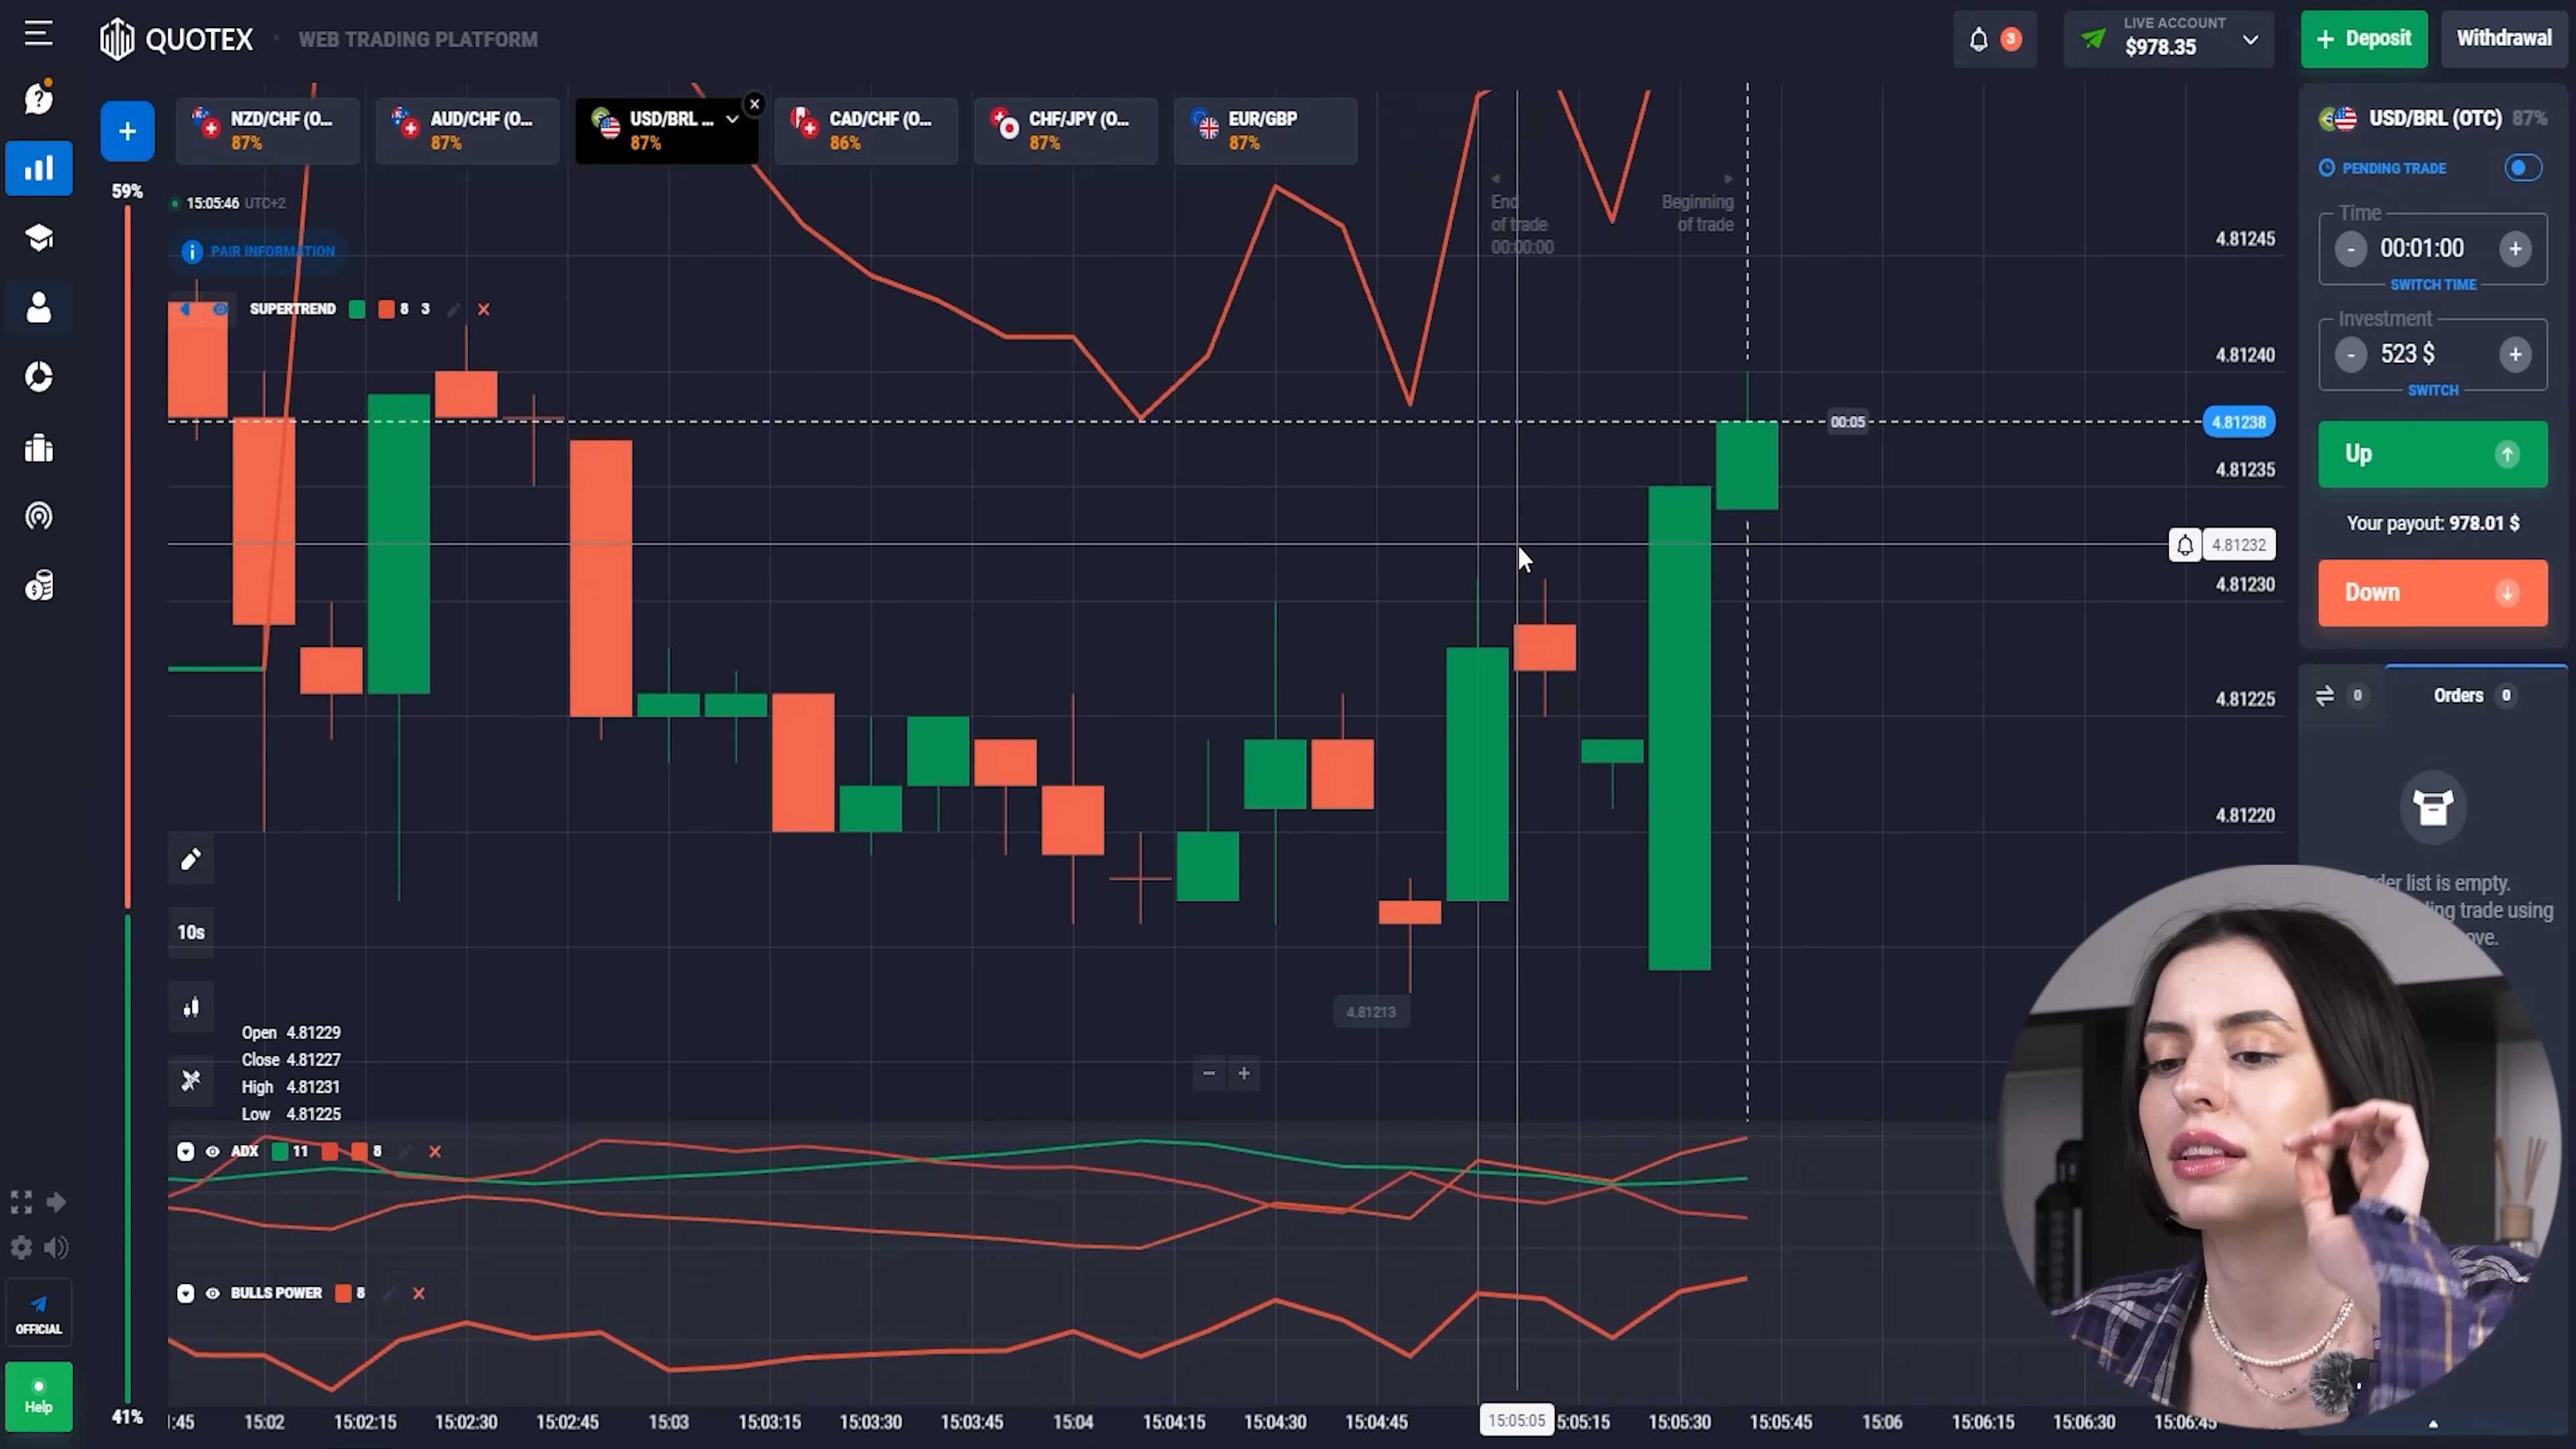 QUOTEX
WEB TRADING PLATFORM
3
LIVE ACCOUNT
$978.35
+ Deposit
Withdrawal
NZD/CHF (O...
87%
AUD/CHF (O...
87%
USD/BRL ...
87%
CAD/CHF (O...
86%
CHF/JPY (O...
87%
EUR/GBP
87%
59%
15:05:46 UTC+2
PAIR INFORMATION
SUPERTREND 8 3
End
of trade
00:00:00
Beginning
of trade
4.81245
4.81240
00:05
4.81238
4.81235
4.81232
4.81230
4.81225
4.81220
4.81213
USD/BRL (OTC) 87%
PENDING TRADE
Time
- 00:01:00 +
SWITCH TIME
Investment
- 523 $ +
SWITCH
Up
Your payout: 978.01 $
Down
0
Orders 0
list is empty.
trade using
10s
Open 4.81229
Close 4.81227
High 4.81231
Low 4.81225
ADX 11 8
BULLS POWER 8
OFFICIAL
Help
41%
:45
15:02
15:02:15
15:02:30
15:02:45
15:03
15:03:15
15:03:30
15:03:45
15:04
15:04:15
15:04:30
15:04:45
15:05:05
5:05:15
15:05:30
15:05:45
15:06
15:06:15
15:06:30
15:06:45